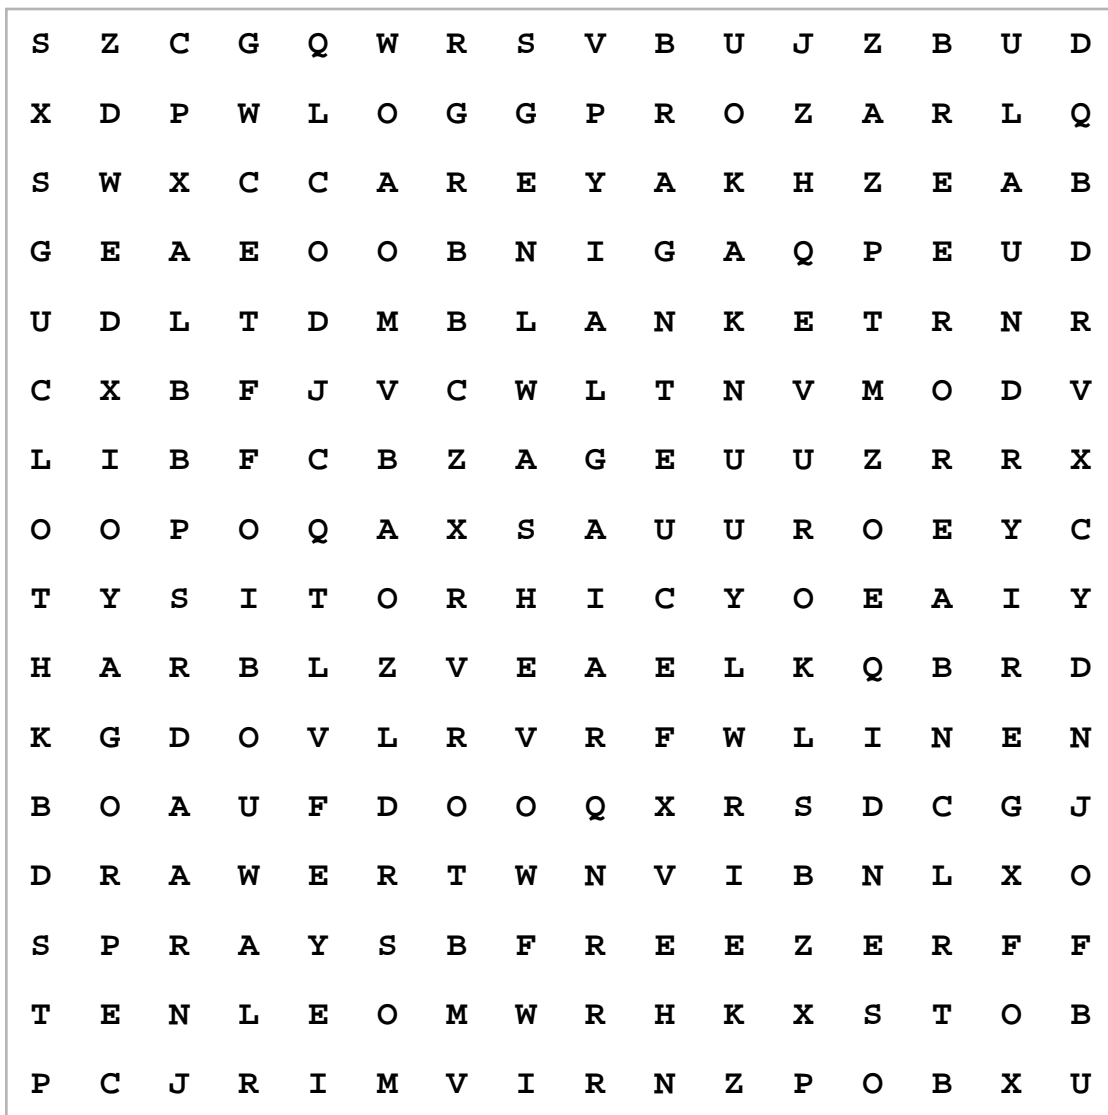 S Z C G Q W R S V B U J Z B U D
X D P W L O G G P R O Z A R L Q
S W X C C A R E Y A K H Z E A B
G E A E O O B N I G A Q P E U D
U D L T D M B L A N K E T R N R
C X B F J V C W L T N V M O D V
L I B F C B Z A G E U U Z R R X
O O P O Q A X S A U U R O E Y C
T Y S I T O R H I C Y O E A I Y
H A R B L Z V E A E L K Q B R D
K G D O V L R V R F W L I N E N
B O A U F D O O Q X R S D C G J
D R A W E R T W N V I B N L X O
S P R A Y S B F R E E Z E R F F
T E N L E O M W R H K X S T O B
P C J R I M V I R N Z P O B X U